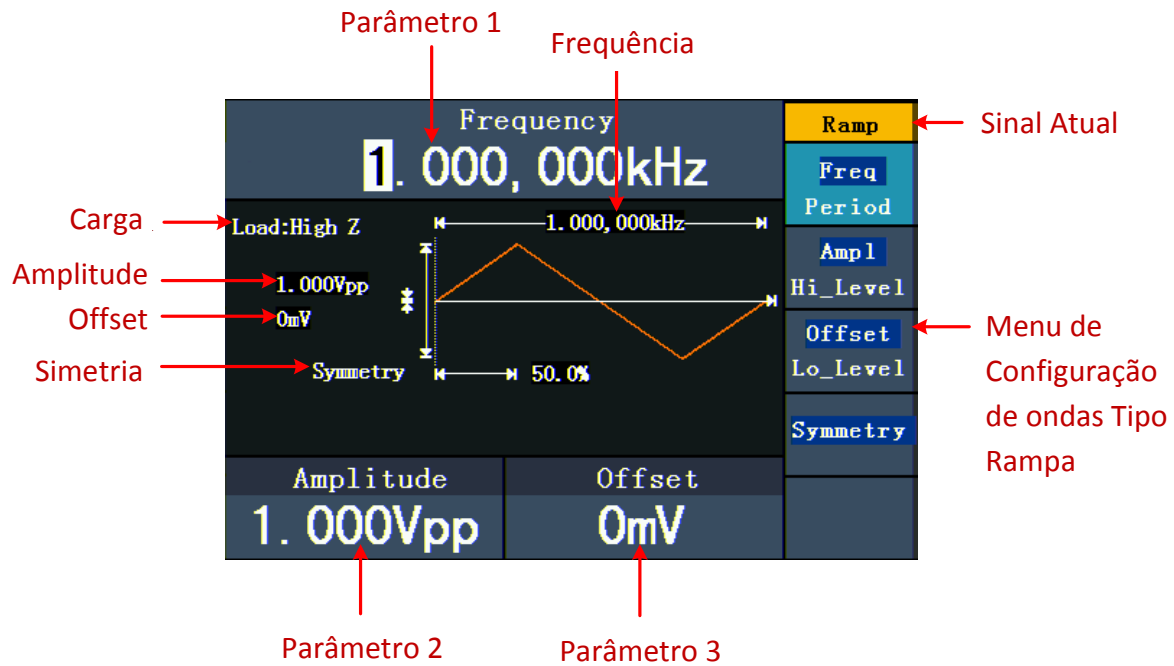 Parâmetro 1
Frequência
Frequency
1.000,000kHz
Ramp
Sinal Atual
Freq
Period
Carga
Load:High Z
1.000,000kHz
Amplitude
1.000Vpp
Ampl
Hi_Level
Offset
0mV
Offset
Lo_Level
Menu de
Configuração
de ondas Tipo
Rampa
Simetria
Symmetry
50.0%
Symmetry
Amplitude
1.000Vpp
Offset
0mV
Parâmetro 2
Parâmetro 3